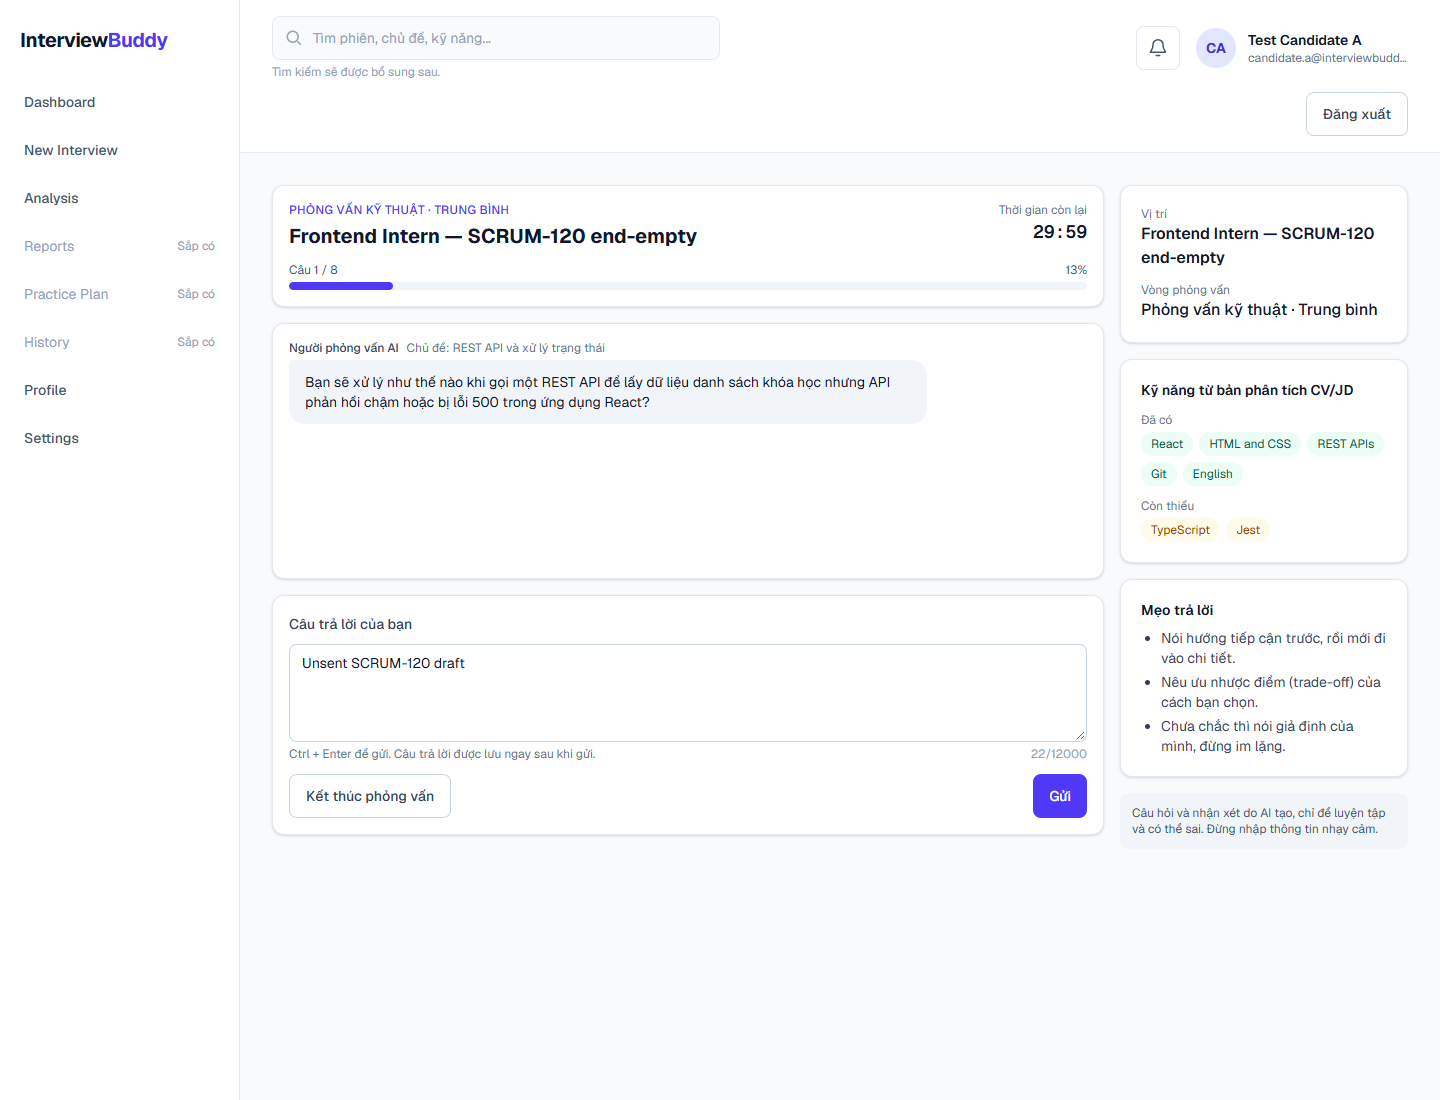 InterviewBuddy
Dashboard
New Interview
Analysis
Reports Sắp có
Practice Plan Sắp có
History Sắp có
Profile
Settings
Tìm phiên, chủ đề, kỹ năng...
Tìm kiếm sẽ được bổ sung sau.
CA
Test Candidate A
candidate.a@interviewbudd...
Đăng xuất
PHỎNG VẤN KỸ THUẬT · TRUNG BÌNH
Frontend Intern — SCRUM-120 end-empty
Thời gian còn lại
29:59
Câu 1 / 8
13%
Người phỏng vấn AI Chủ đề: REST API và xử lý trạng thái
Bạn sẽ xử lý như thế nào khi gọi một REST API để lấy dữ liệu danh sách khóa học nhưng API
phản hồi chậm hoặc bị lỗi 500 trong ứng dụng React?
Câu trả lời của bạn
Unsent SCRUM-120 draft
Ctrl + Enter để gửi. Câu trả lời được lưu ngay sau khi gửi.
22/12000
Kết thúc phỏng vấn
Gửi
Vị trí
Frontend Intern — SCRUM-120
end-empty
Vòng phỏng vấn
Phỏng vấn kỹ thuật · Trung bình
Kỹ năng từ bản phân tích CV/JD
Đã có
React HTML and CSS REST APIs
Git English
Còn thiếu
TypeScript Jest
Mẹo trả lời
Nói hướng tiếp cận trước, rồi mới đi
vào chi tiết.
Nêu ưu nhược điểm (trade-off) của
cách bạn chọn.
Chưa chắc thì nói giả định của
mình, đừng im lặng.
Câu hỏi và nhận xét do AI tạo, chỉ để luyện tập
và có thể sai. Đừng nhập thông tin nhạy cảm.